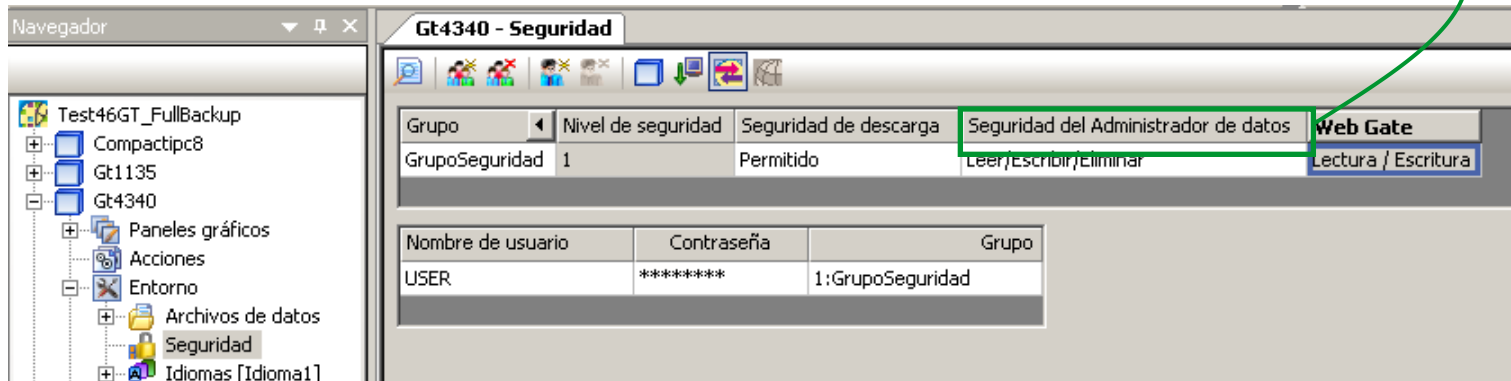 Navegador
Gt4340 - Seguridad
Test46GT_FullBackup
Compactipc8
Gt1135
Gt4340
Paneles gráficos
Acciones
Entorno
Archivos de datos
Seguridad
Idiomas [Idioma1]
Grupo Nivel de seguridad Seguridad de descarga Seguridad del Administrador de datos Web Gate
GrupoSeguridad 1 Permitido Leer/Escribir/Eliminar Lectura / Escritura
Nombre de usuario Contraseña Grupo
USER ******** 1:GrupoSeguridad